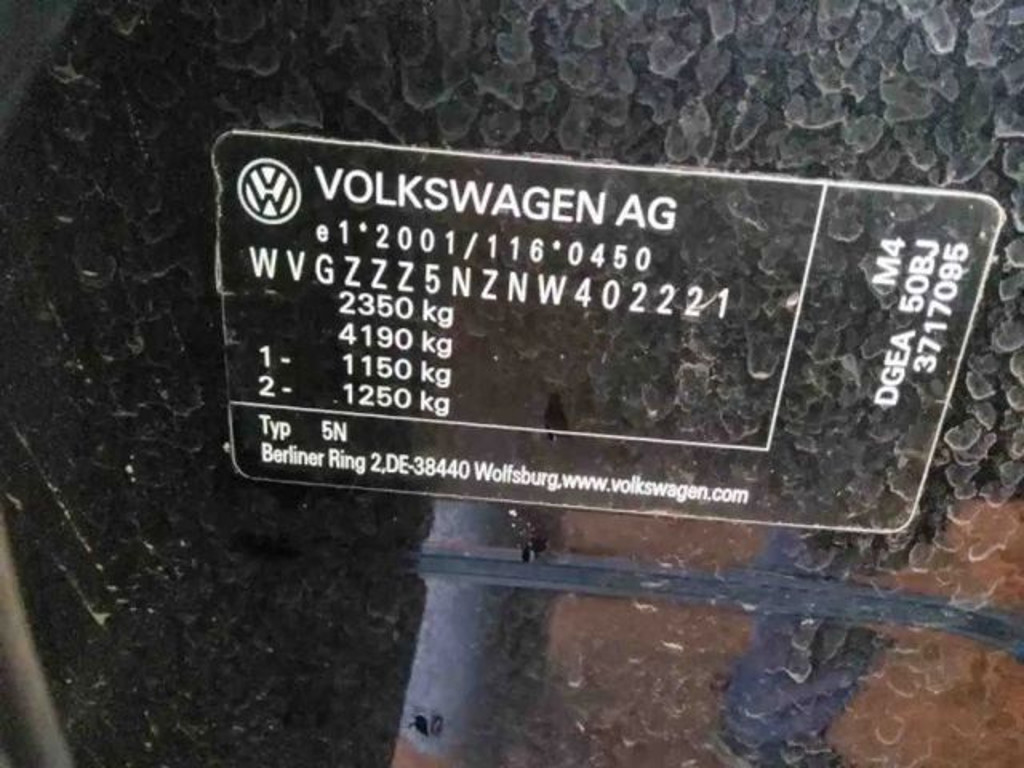 VOLKSWAGEN AG
e1*2001/116*0450
WVGZZZ5NZNW402221
2350 kg
4190 kg
1- 1150 kg
2- 1250 kg
Typ 5N
Berliner Ring 2,DE-38440 Wolfsburg,www.volkswagen.com
M4
DGEA 50BJ
3717095